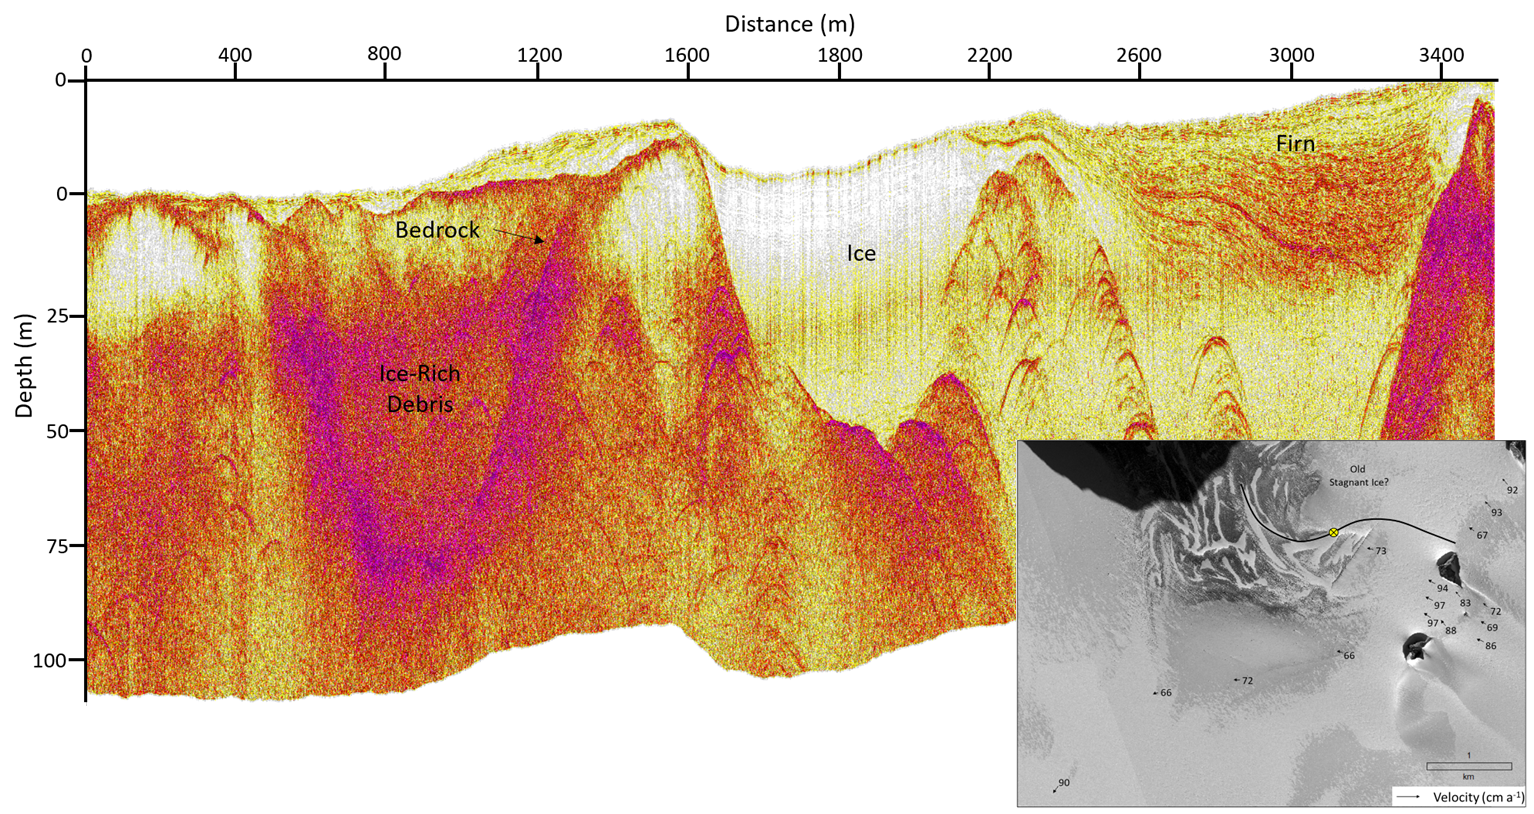 Distance (m)
0 400 800 1200 1600 1800 2200 2600 3000 3400
0
Firn
0
Bedrock
Ice
25
Depth (m)
Ice-Rich
Debris
50
Old
Stagnant Ice?
92
93
67
73
75
94
83
97
72
97
88
69
86
66
100
72
66
1
km
90
Velocity (cm a⁻¹)